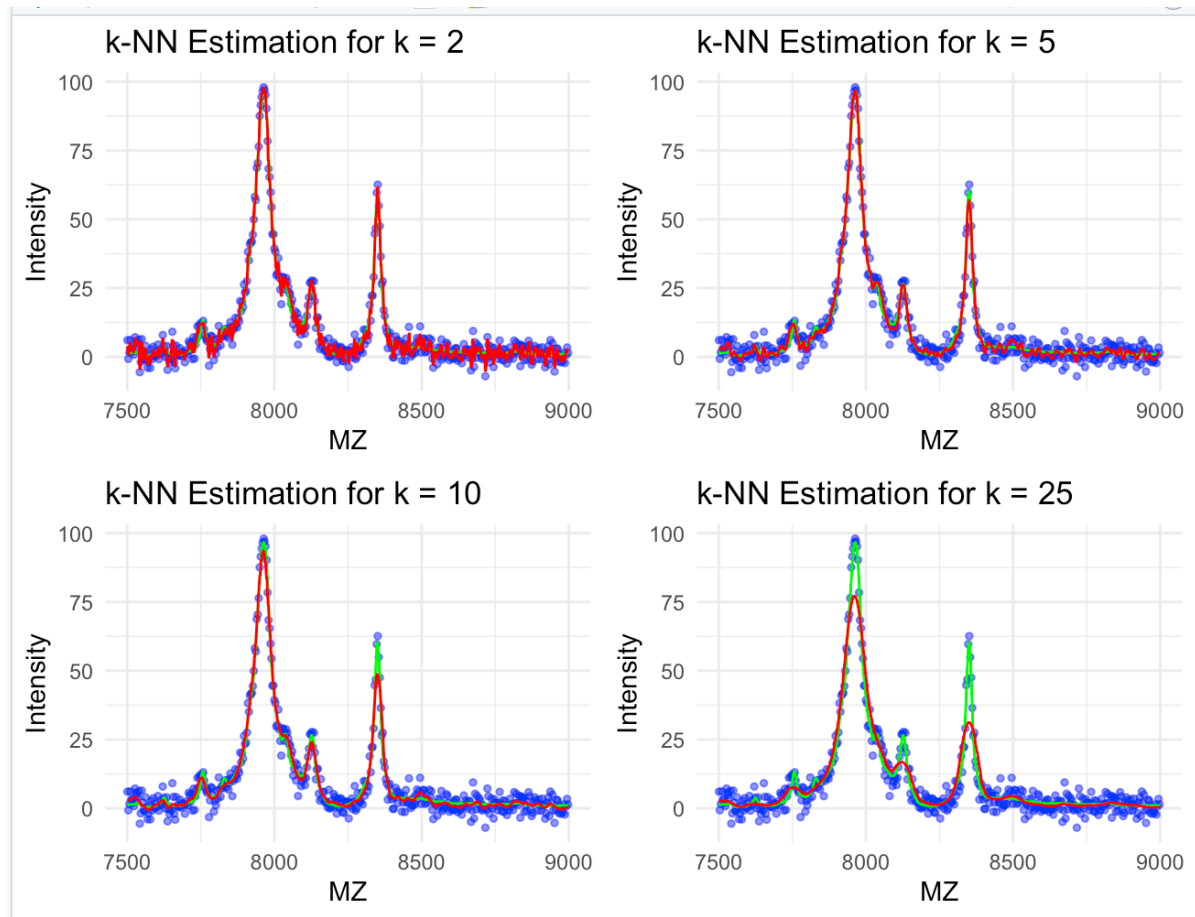 k-NN Estimation for k = 2
100
75
50
25
0
Intensity
7500 8000 8500 9000
MZ
k-NN Estimation for k = 5
100
75
50
25
0
Intensity
7500 8000 8500 9000
MZ
k-NN Estimation for k = 10
100
75
50
25
0
Intensity
7500 8000 8500 9000
MZ
k-NN Estimation for k = 25
100
75
50
25
0
Intensity
7500 8000 8500 9000
MZ